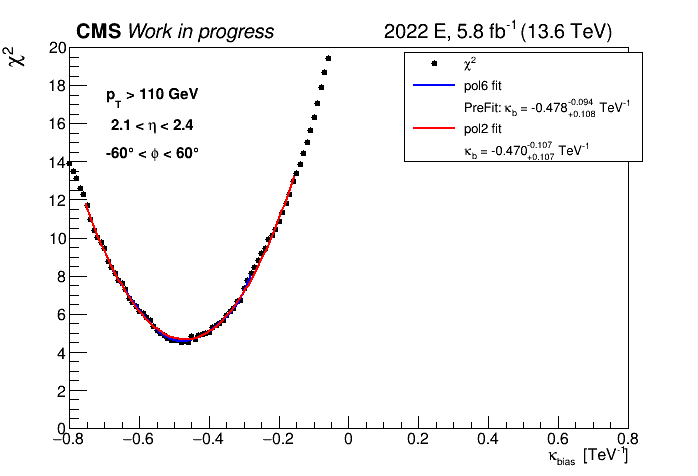 CMS Work in progress 2022 E, 5.8 fb⁻¹ (13.6 TeV)
χ²
20
18
16
14
12
10
8
6
4
2
0
p_T > 110 GeV
2.1 < η < 2.4
-60° < ϕ < 60°
χ²
pol6 fit
PreFit: κ_b = -0.478 -0.094 +0.108 TeV⁻¹
pol2 fit
κ_b = -0.470 -0.107 +0.107 TeV⁻¹
−0.8 −0.6 −0.4 −0.2 0 0.2 0.4 0.6 0.8
κ_bias [TeV⁻¹]